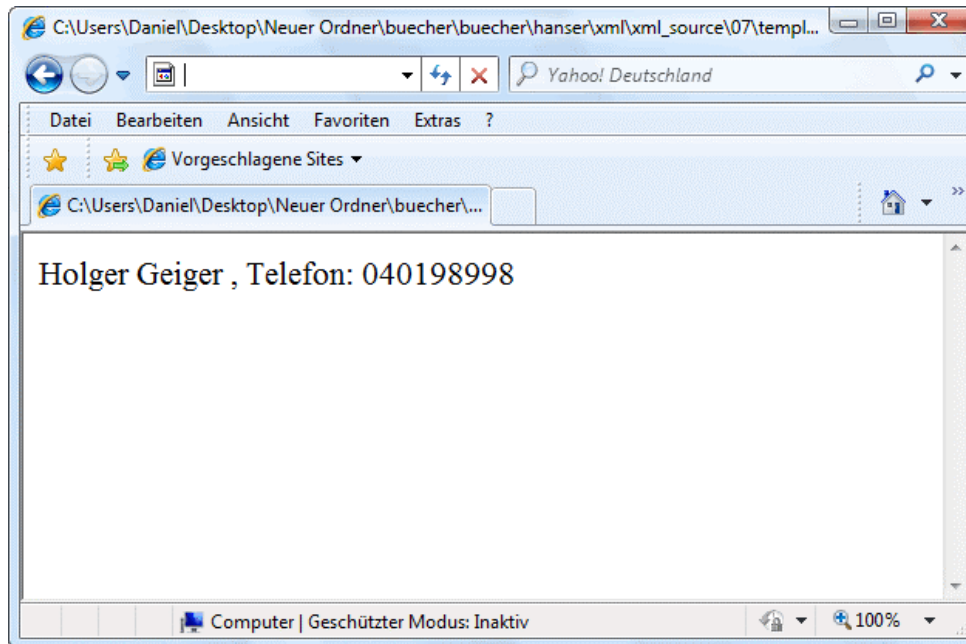 C:\Users\Daniel\Desktop\Neuer Ordner\buecher\buecher\hanser\xml\xml_source\07\templ...
Yahoo! Deutschland
Datei Bearbeiten Ansicht Favoriten Extras ?
Vorgeschlagene Sites
C:\Users\Daniel\Desktop\Neuer Ordner\buecher\...
Holger Geiger , Telefon: 040198998
Computer | Geschützter Modus: Inaktiv 100%